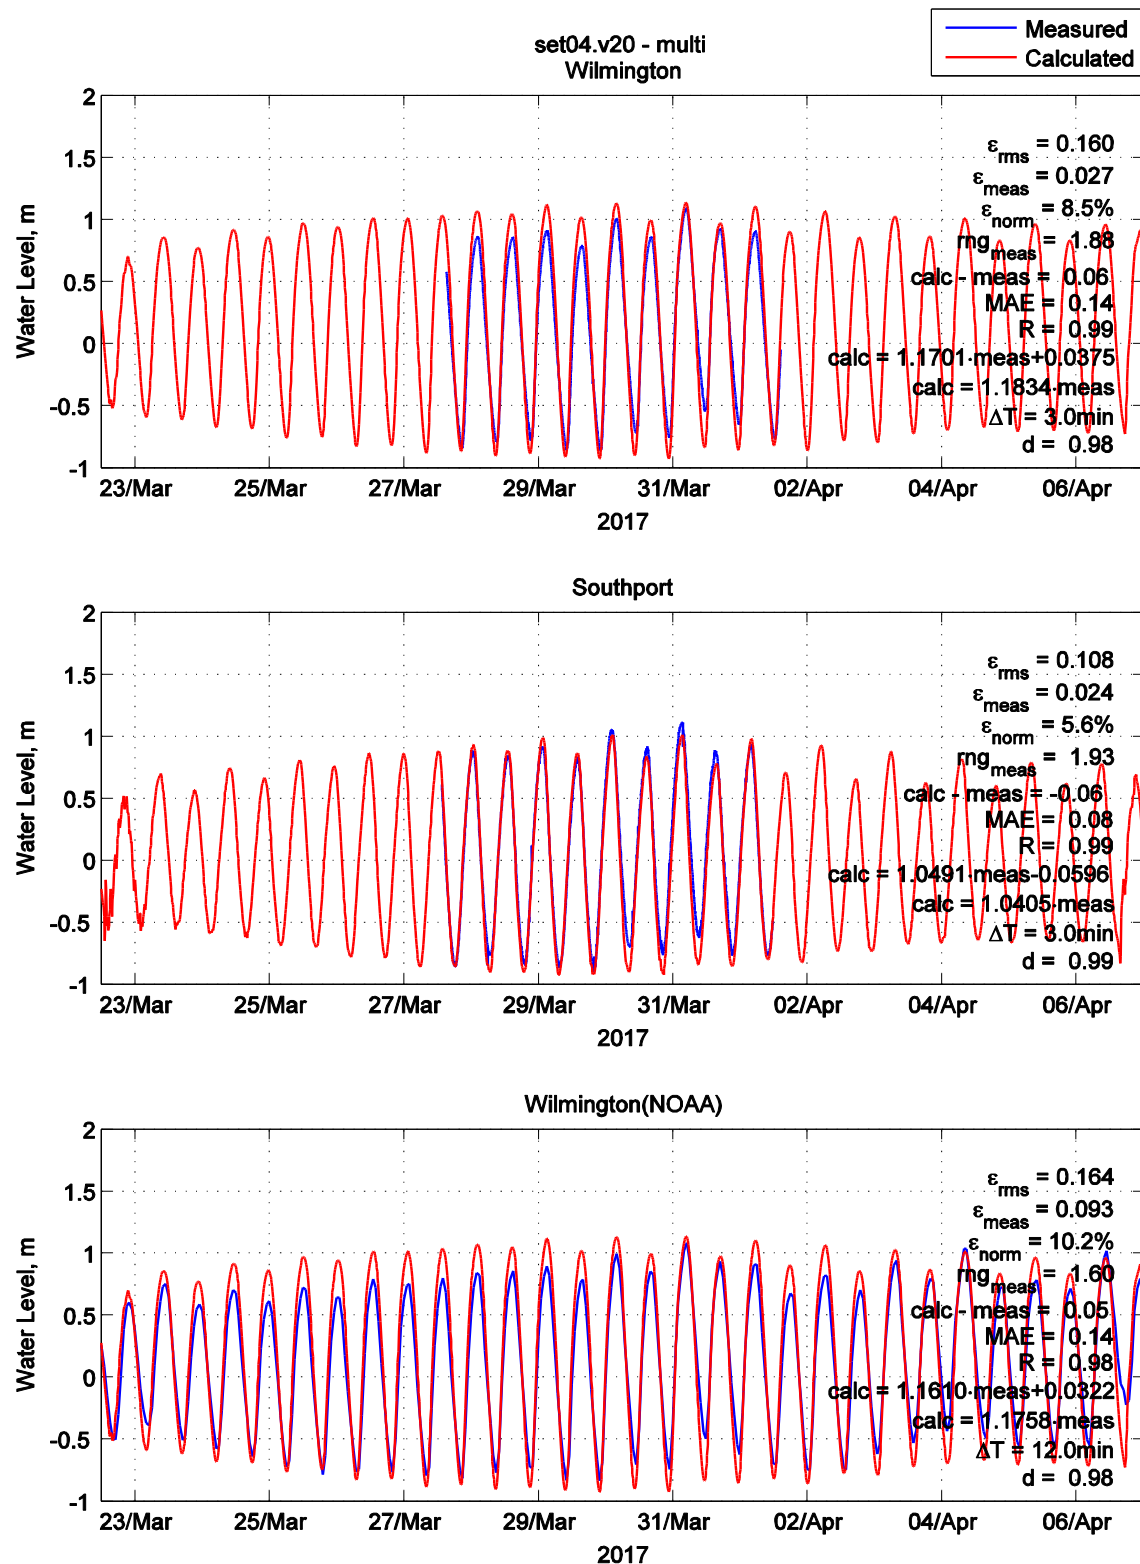 Measured
Calculated
set04.v20 - multi
Wilmington
2
1.5
1
0.5
0
-0.5
-1
Water Level, m
εrms = 0.160
εmeas = 0.027
εnorm = 8.5%
rngmeas = 1.88
calc - meas = 0.06
MAE = 0.14
R = 0.99
calc = 1.1701·meas+0.0375
calc = 1.1834·meas
ΔT = 3.0min
d = 0.98
23/Mar 25/Mar 27/Mar 29/Mar 31/Mar 02/Apr 04/Apr 06/Apr
2017
Southport
2
1.5
1
0.5
0
-0.5
-1
Water Level, m
εrms = 0.108
εmeas = 0.024
εnorm = 5.6%
rngmeas = 1.93
calc - meas = -0.06
MAE = 0.08
R = 0.99
calc = 1.0491·meas-0.0596
calc = 1.0405·meas
ΔT = 3.0min
d = 0.99
23/Mar 25/Mar 27/Mar 29/Mar 31/Mar 02/Apr 04/Apr 06/Apr
2017
Wilmington(NOAA)
2
1.5
1
0.5
0
-0.5
-1
Water Level, m
εrms = 0.164
εmeas = 0.093
εnorm = 10.2%
rngmeas = 1.60
calc - meas = 0.05
MAE = 0.14
R = 0.98
calc = 1.1610·meas+0.0322
calc = 1.1758·meas
ΔT = 12.0min
d = 0.98
23/Mar 25/Mar 27/Mar 29/Mar 31/Mar 02/Apr 04/Apr 06/Apr
2017